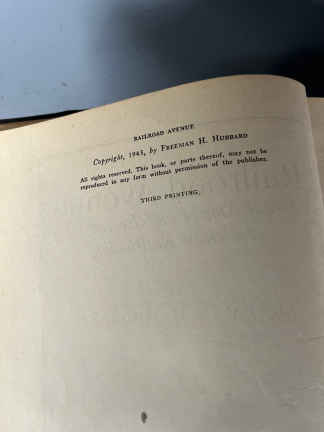 RAILROAD AVENUE
Copyright, 1945, by FREEMAN H. HUBBARD
All rights reserved. This book, or parts thereof, may not be
reproduced in any form without permission of the publisher.
THIRD PRINTING,